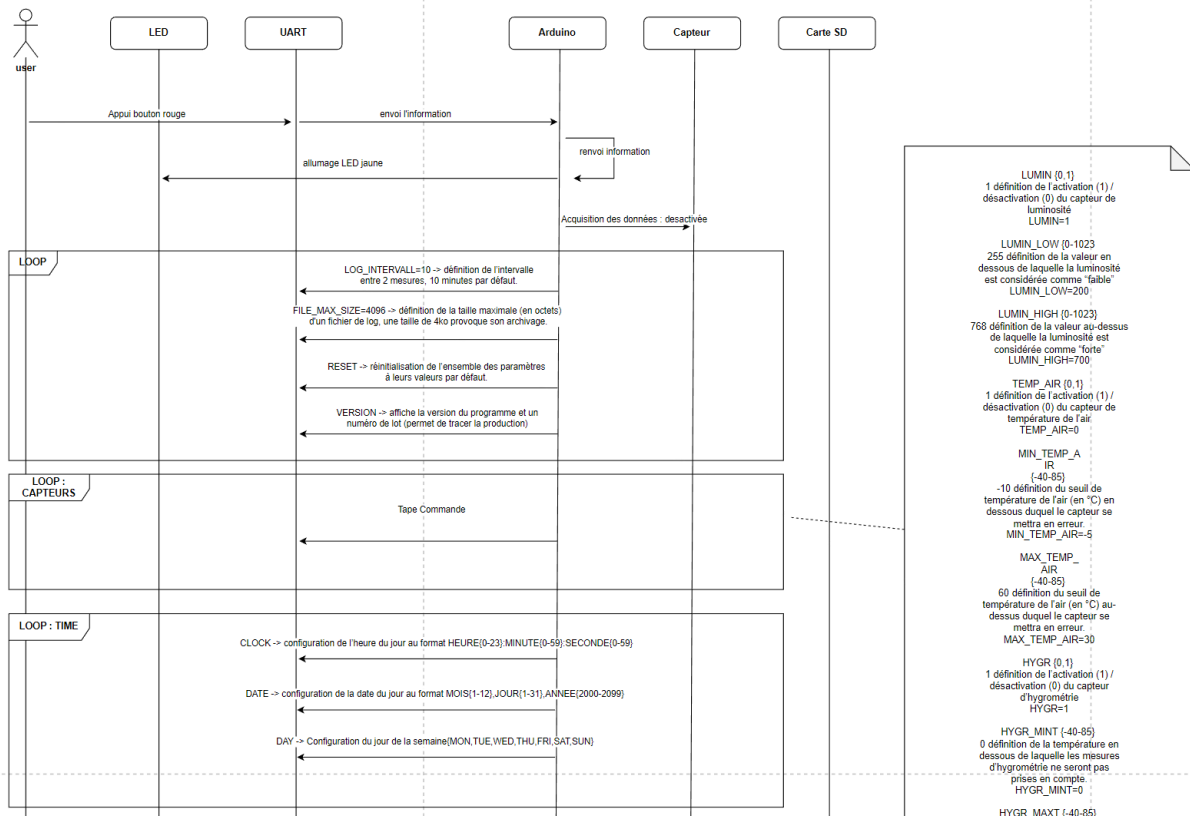 user
LED
UART
Arduino
Capteur
Carte SD
Appui bouton rouge
envoi l'information
renvoi information
allumage LED jaune
Acquisition des données : desactivée
LOOP
LOG_INTERVALL=10 -> définition de l'intervalle
entre 2 mesures, 10 minutes par défaut.
FILE_MAX_SIZE=4096 -> définition de la taille maximale (en octets)
d'un fichier de log, une taille de 4ko provoque son archivage.
RESET -> réinitialisation de l'ensemble des paramètres
à leurs valeurs par défaut.
VERSION -> affiche la version du programme et un
numéro de lot (permet de tracer la production)
LOOP :
CAPTEURS
Tape Commande
LOOP : TIME
CLOCK -> configuration de l'heure du jour au format HEURE{0-23}:MINUTE{0-59}:SECONDE{0-59}
DATE -> configuration de la date du jour au format MOIS{1-12},JOUR{1-31},ANNEE{2000-2099}
DAY -> Configuration du jour de la semaine{MON,TUE,WED,THU,FRI,SAT,SUN}
LUMIN {0,1}
1 définition de l'activation (1) /
désactivation (0) du capteur de
luminosité
LUMIN=1
LUMIN_LOW {0-1023
255 définition de la valeur en
dessous de laquelle la luminosité
est considérée comme "faible"
LUMIN_LOW=200
LUMIN_HIGH {0-1023}
768 définition de la valeur au-dessus
de laquelle la luminosité est
considérée comme "forte"
LUMIN_HIGH=700
TEMP_AIR {0,1}
1 définition de l'activation (1) /
désactivation (0) du capteur de
température de l'air
TEMP_AIR=0
MIN_TEMP_A
IR
{-40-85}
-10 définition du seuil de
température de l'air (en °C) en
dessous duquel le capteur se
mettra en erreur.
MIN_TEMP_AIR=-5
MAX_TEMP_
AIR
{-40-85}
60 définition du seuil de
température de l'air (en °C) au-
dessus duquel le capteur se
mettra en erreur.
MAX_TEMP_AIR=30
HYGR {0,1}
1 définition de l'activation (1) /
désactivation (0) du capteur
d'hygrométrie
HYGR=1
HYGR_MINT {-40-85}
0 définition de la température en
dessous de laquelle les mesures
d'hygrométrie ne seront pas
prises en compte.
HYGR_MINT=0
HYGR_MAXT {-40-85}